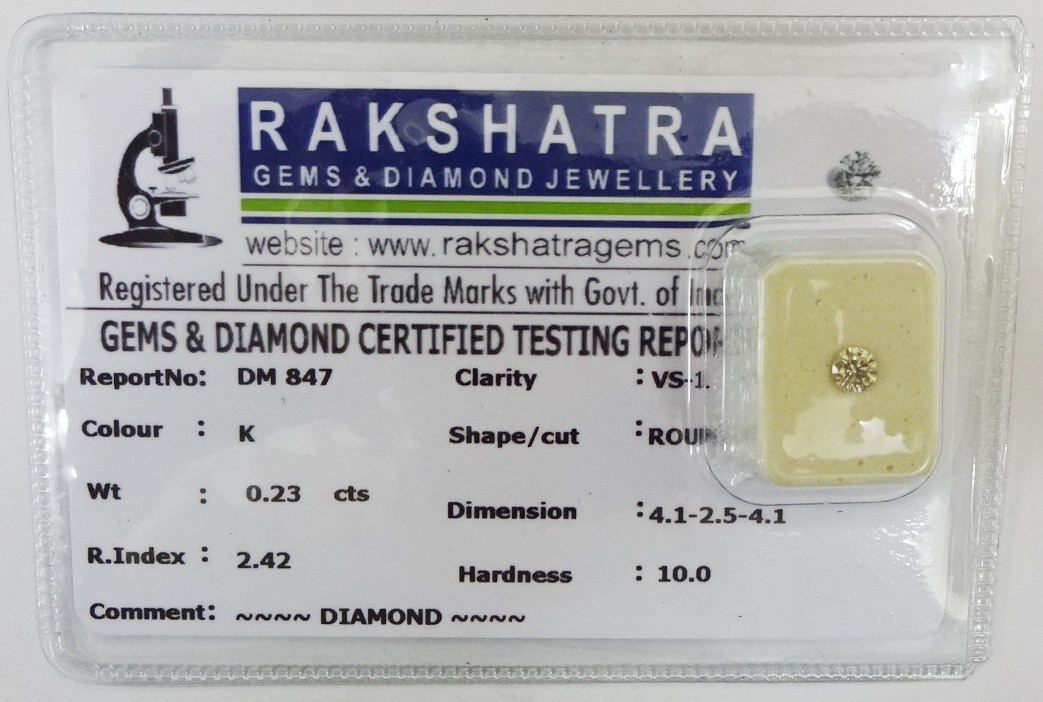 RAKSHATRA
GEMS & DIAMOND JEWELLERY
website : www.rakshatragems.com
Registered Under The Trade Marks with Govt. of
GEMS & DIAMOND CERTIFIED TESTING
ReportNo: DM 847 Clarity : VS-1.
Colour : K Shape/cut :
Wt : 0.23 cts
Dimension : 4.1-2.5-4.1
R.Index : 2.42
Hardness : 10.0
Comment: ~~~~ DIAMOND ~~~~